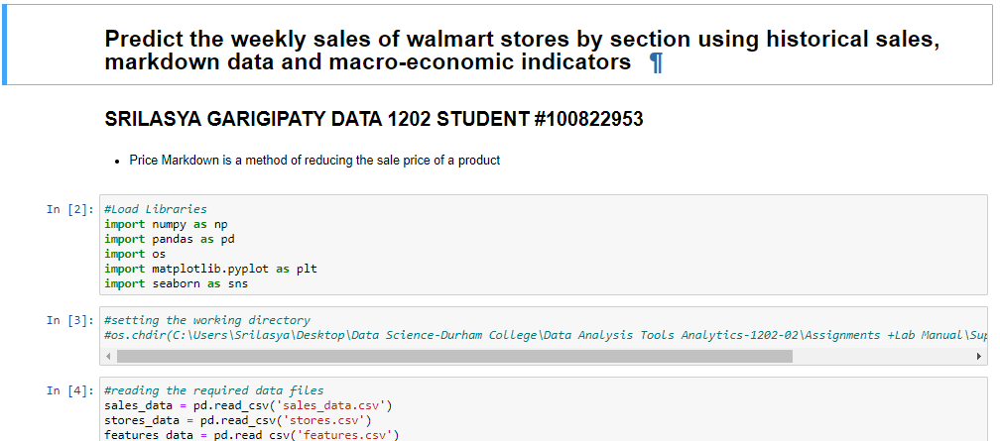 Predict the weekly sales of walmart stores by section using historical sales,
markdown data and macro-economic indicators ¶
SRILASYA GARIGIPATY DATA 1202 STUDENT #100822953
• Price Markdown is a method of reducing the sale price of a product
In [2]: #Load Libraries
import numpy as np
import pandas as pd
import os
import matplotlib.pyplot as plt
import seaborn as sns
In [3]: #setting the working directory
#os.chdir(C:\Users\Srilasya\Desktop\Data Science-Durham College\Data Analysis Tools Analytics-1202-02\Assignments +Lab Manual\Sup
In [4]: #reading the required data files
sales_data = pd.read_csv('sales_data.csv')
stores_data = pd.read_csv('stores.csv')
features_data = pd.read_csv('features.csv')